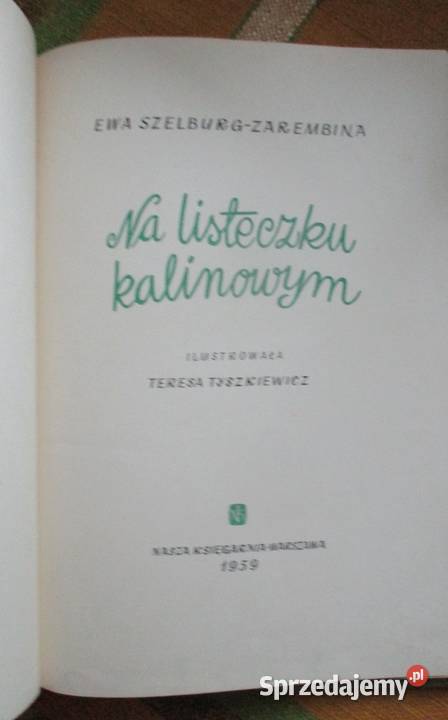 EWA SZELBURG-ZAREMBINA
Na listeczku
kalinowym
ILUSTROWAŁA
TERESA TYSZKIEWICZ
NASZA KSIĘGARNIA-WARSZAWA
1959
Sprzedajemy.pl